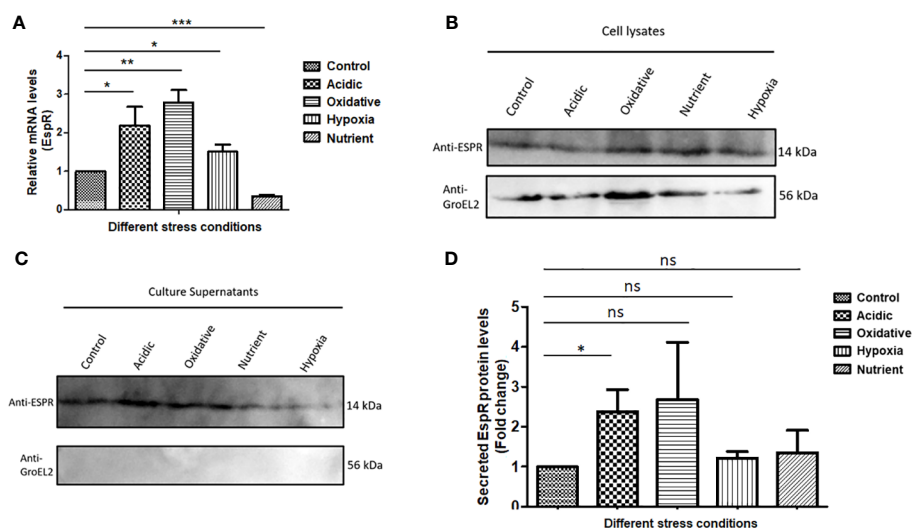 A
***
*
**
*
Relative mRNA levels
(EspR)
4
3
2
1
0
Different stress conditions
Control
Acidic
Oxidative
Hypoxia
Nutrient
B
Cell lysates
Control
Acidic
Oxidative
Nutrient
Hypoxia
Anti-ESPR
14 kDa
Anti-
GroEL2
56 kDa
C
Culture Supernatants
Control
Acidic
Oxidative
Nutrient
Hypoxia
Anti-ESPR
14 kDa
Anti-
GroEL2
56 kDa
D
ns
ns
ns
*
Secreted EspR protein levels
(Fold change)
5
4
3
2
1
0
Different stress conditions
Control
Acidic
Oxidative
Hypoxia
Nutrient